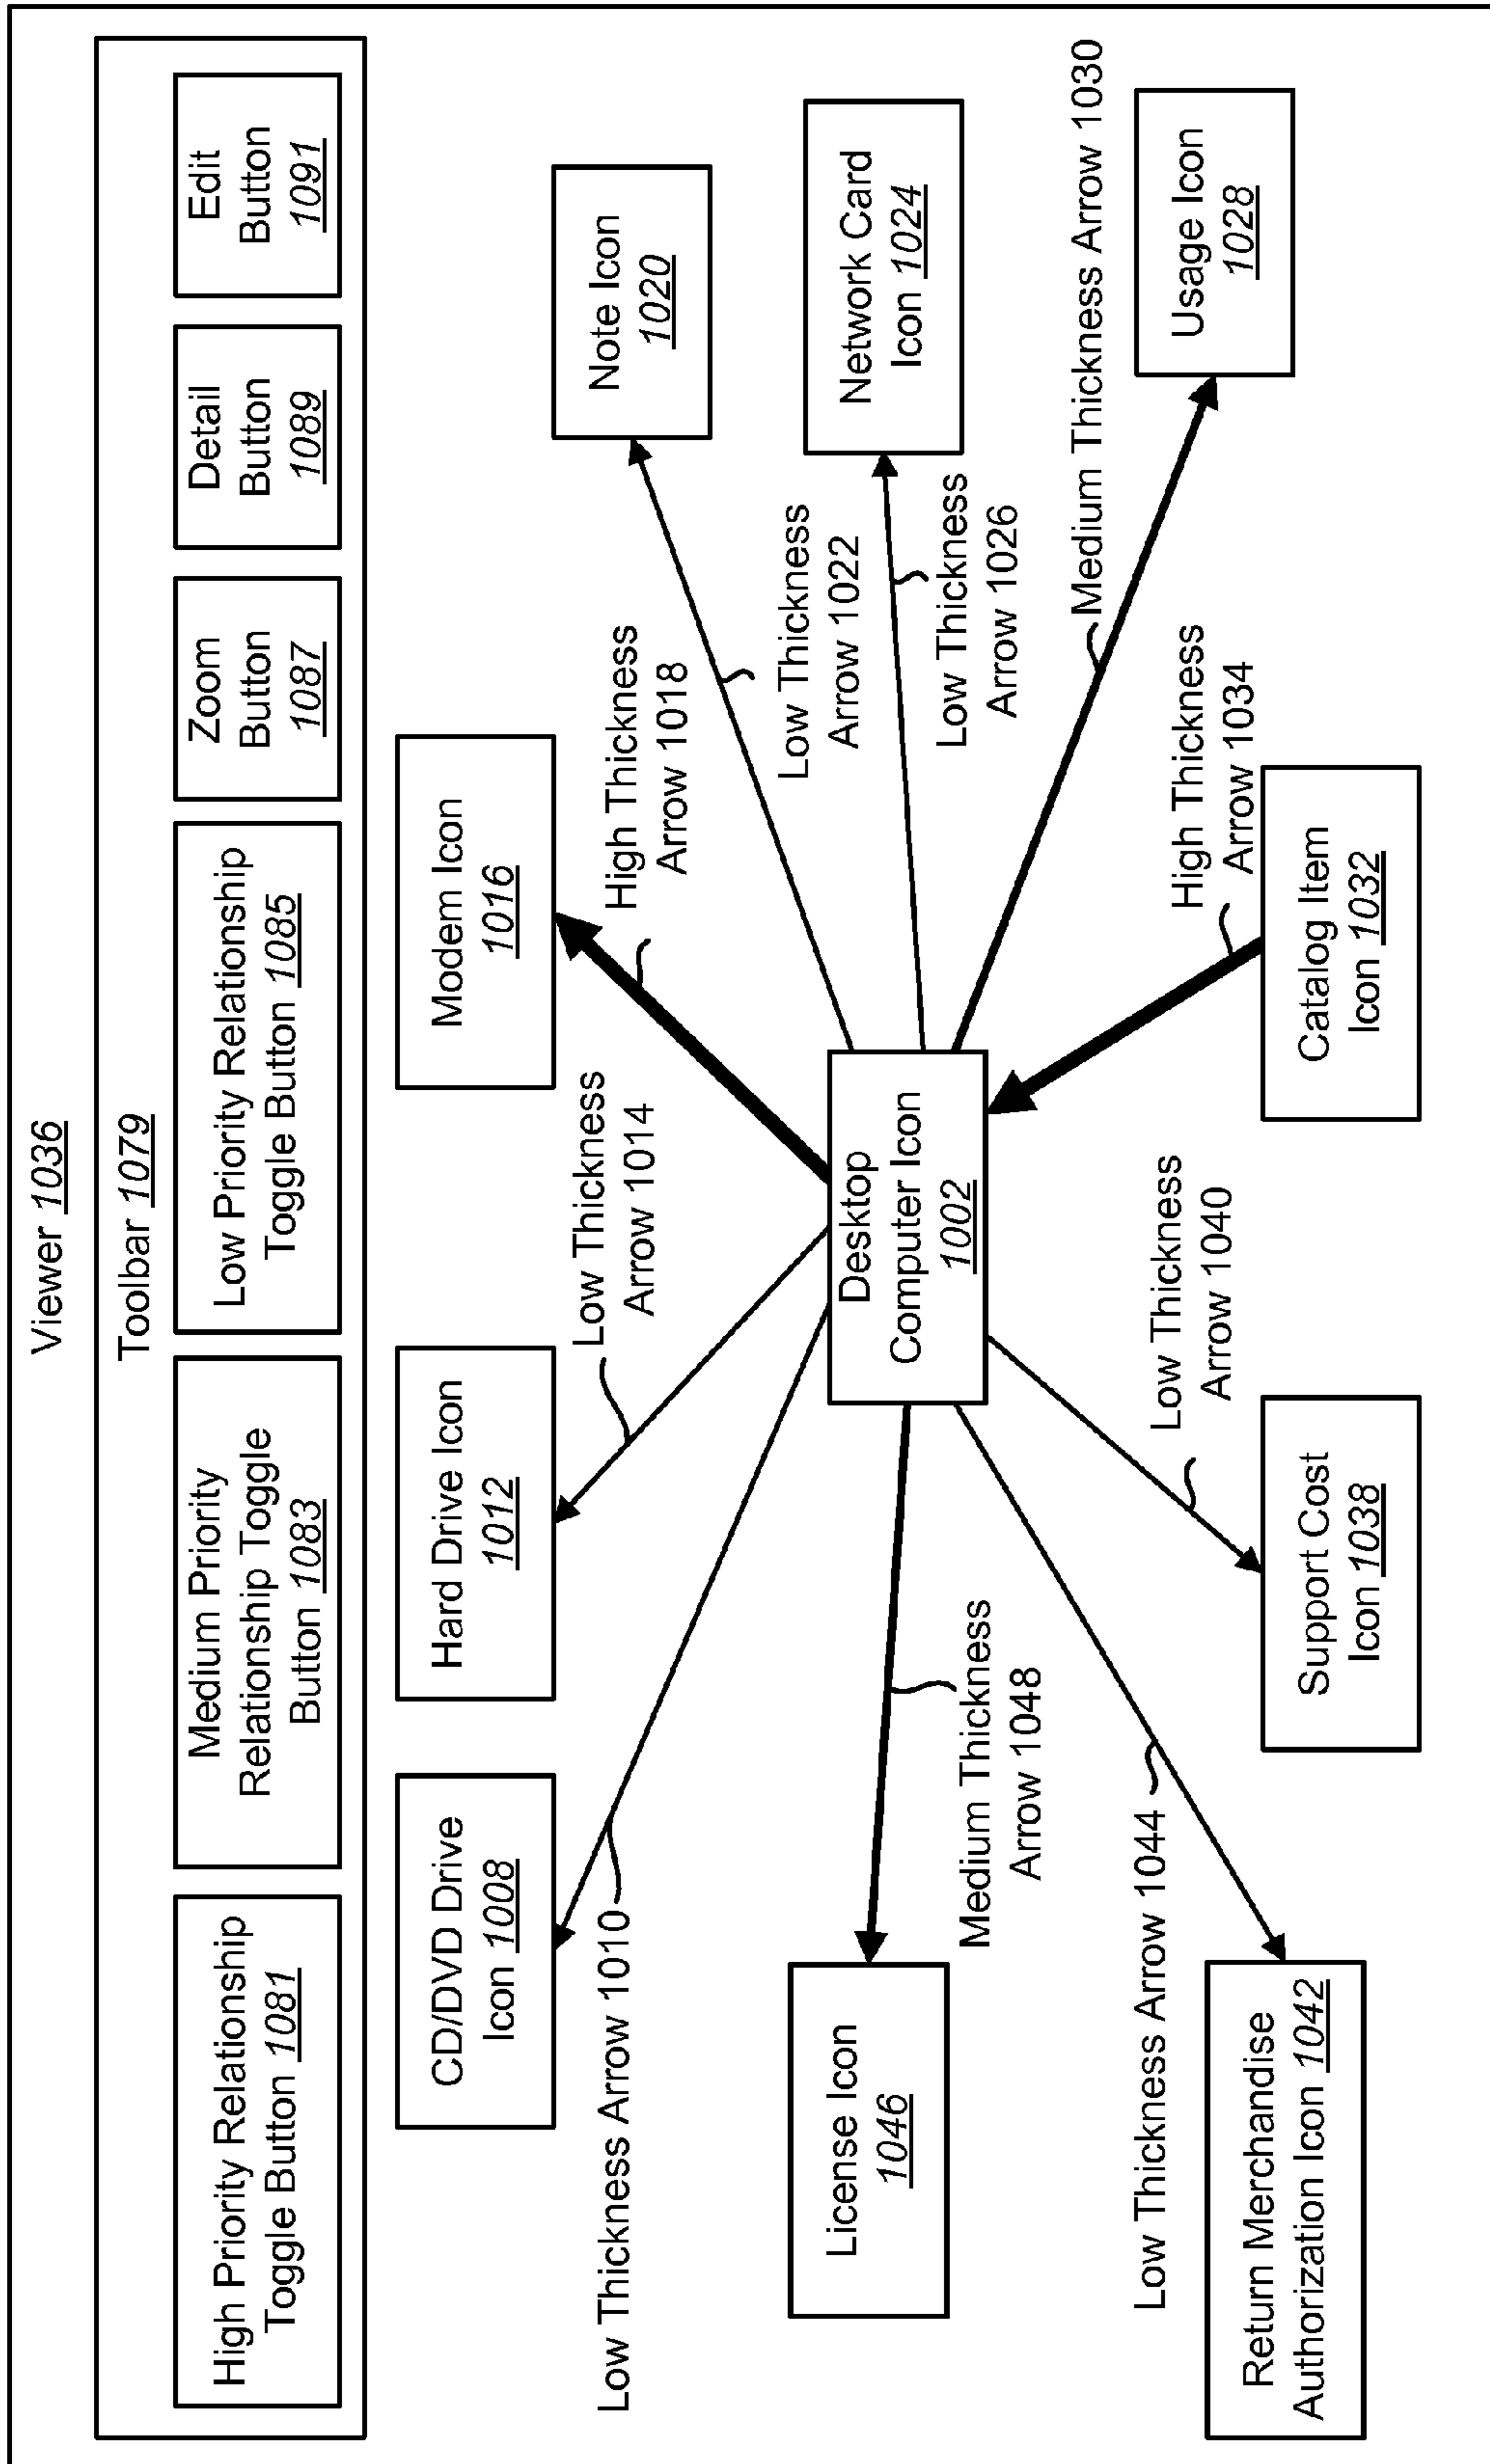 Viewer 1036
Toolbar 1079
High Priority Relationship
Toggle Button 1081
Medium Priority
Relationship Toggle
Button 1083
Low Priority Relationship
Toggle Button 1085
Zoom
Button
1087
Detail
Button
1089
Edit
Button
1091
CD/DVD Drive
Icon 1008
Hard Drive Icon
1012
Modem Icon
1016
Note Icon
1020
Low Thickness Arrow 1010
Low Thickness
Arrow 1014
High Thickness
Arrow 1018
Low Thickness
Arrow 1022
License Icon
1046
Desktop
Computer Icon
1002
Network Card
Icon 1024
Medium Thickness
Arrow 1048
Low Thickness
Arrow 1026
Medium Thickness Arrow 1030
Low Thickness Arrow 1044
Low Thickness
Arrow 1040
High Thickness
Arrow 1034
Usage Icon
1028
Return Merchandise
Authorization Icon 1042
Support Cost
Icon 1038
Catalog Item
Icon 1032